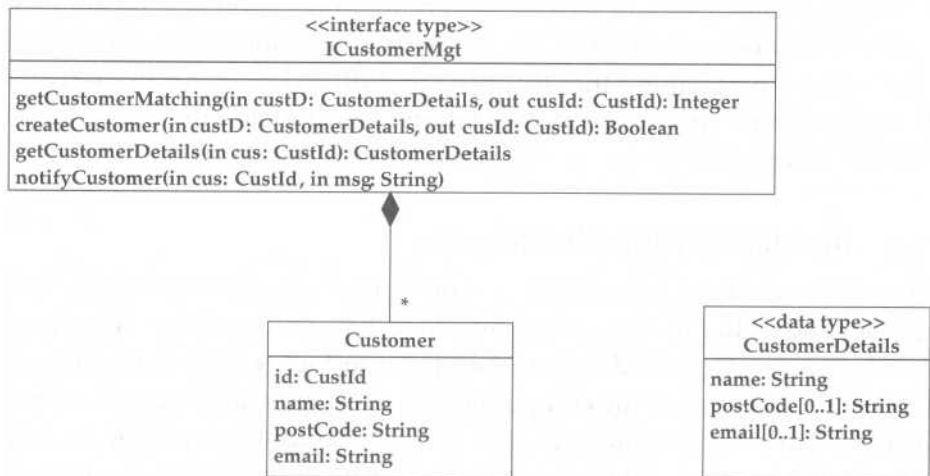 <<interface type>>
ICustomerMgt
getCustomerMatching(in custD: CustomerDetails, out cusId: CustId): Integer
createCustomer(in custD: CustomerDetails, out cusId: CustId): Boolean
getCustomerDetails(in cus: CustId): CustomerDetails
notifyCustomer(in cus: CustId, in msg: String)
*
Customer
id: CustId
name: String
postCode: String
email: String
<<data type>>
CustomerDetails
name: String
postCode[0..1]: String
email[0..1]: String